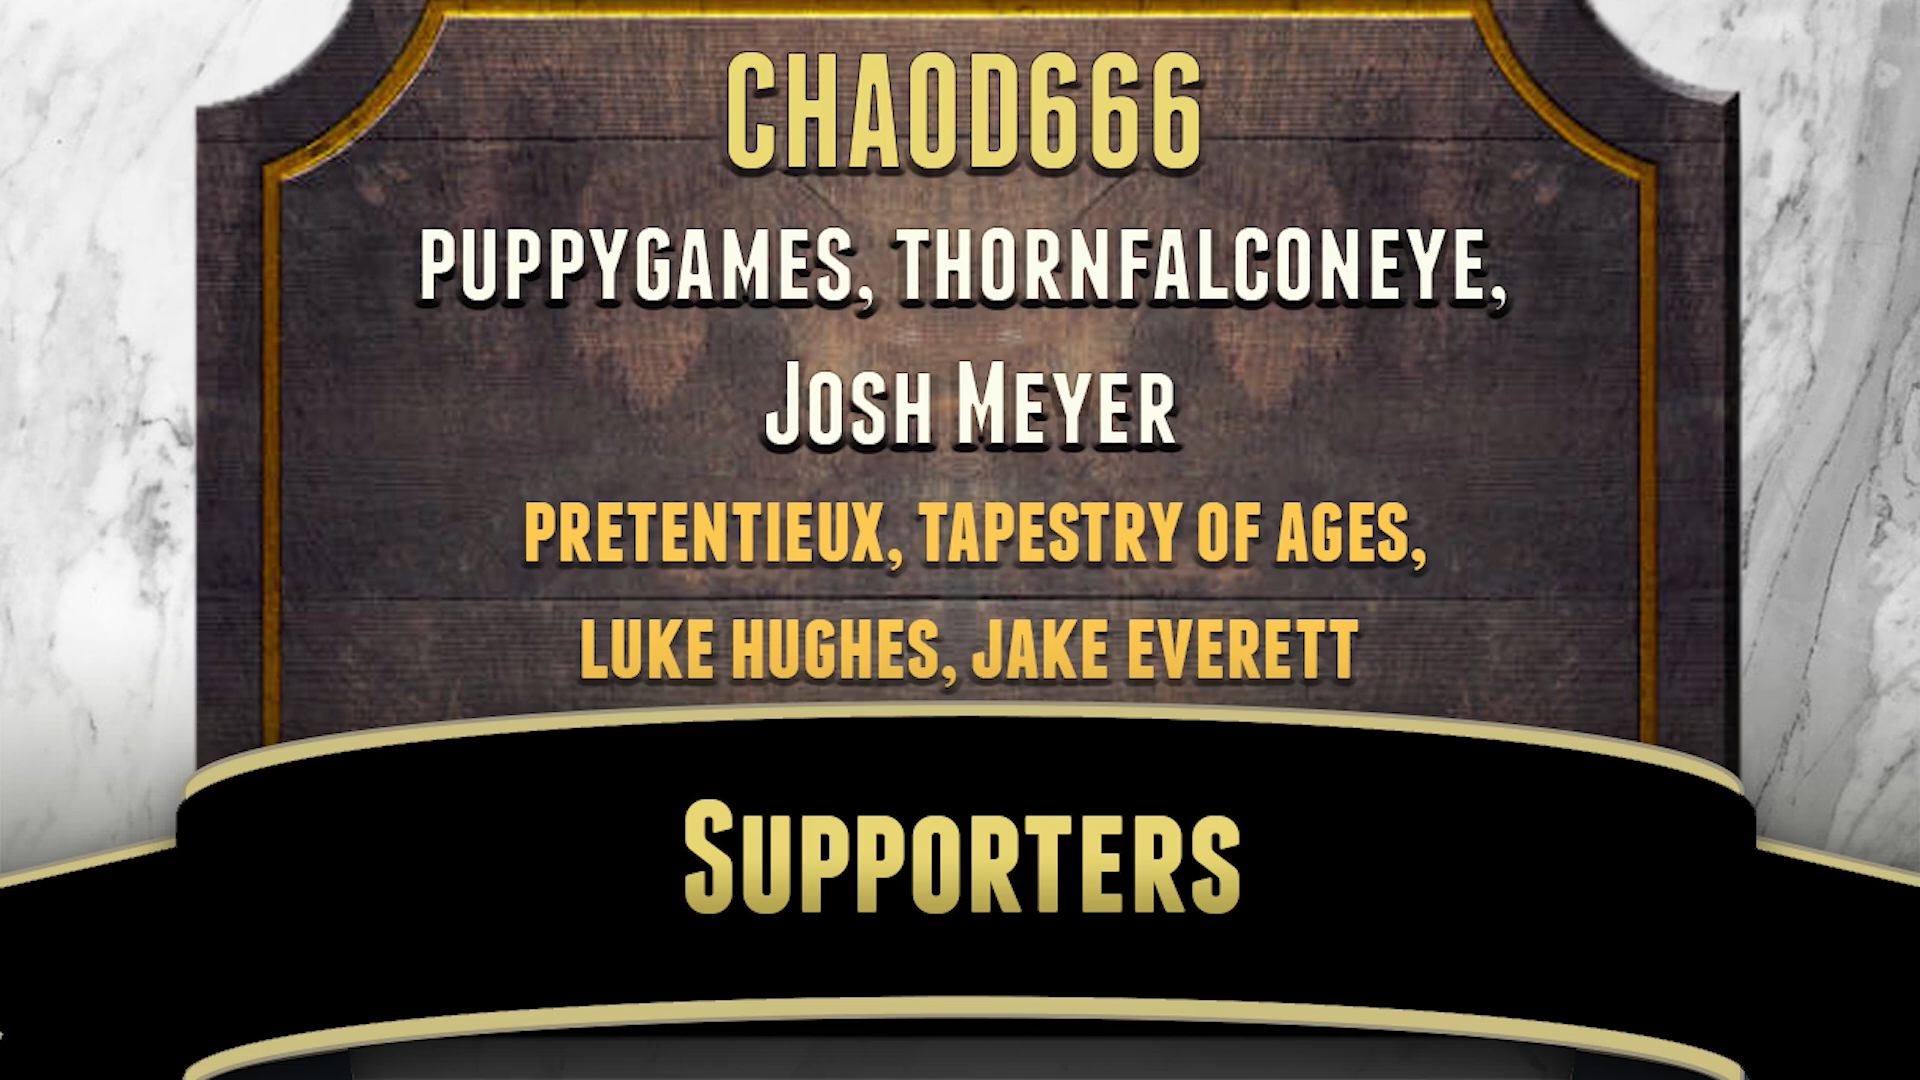 CHAOD666
PUPPYGAMES, THORNFALCONEYE,
JOSH MEYER
PRETENTIEUX, TAPESTRY OF AGES,
LUKE HUGHES, JAKE EVERETT
SUPPORTERS